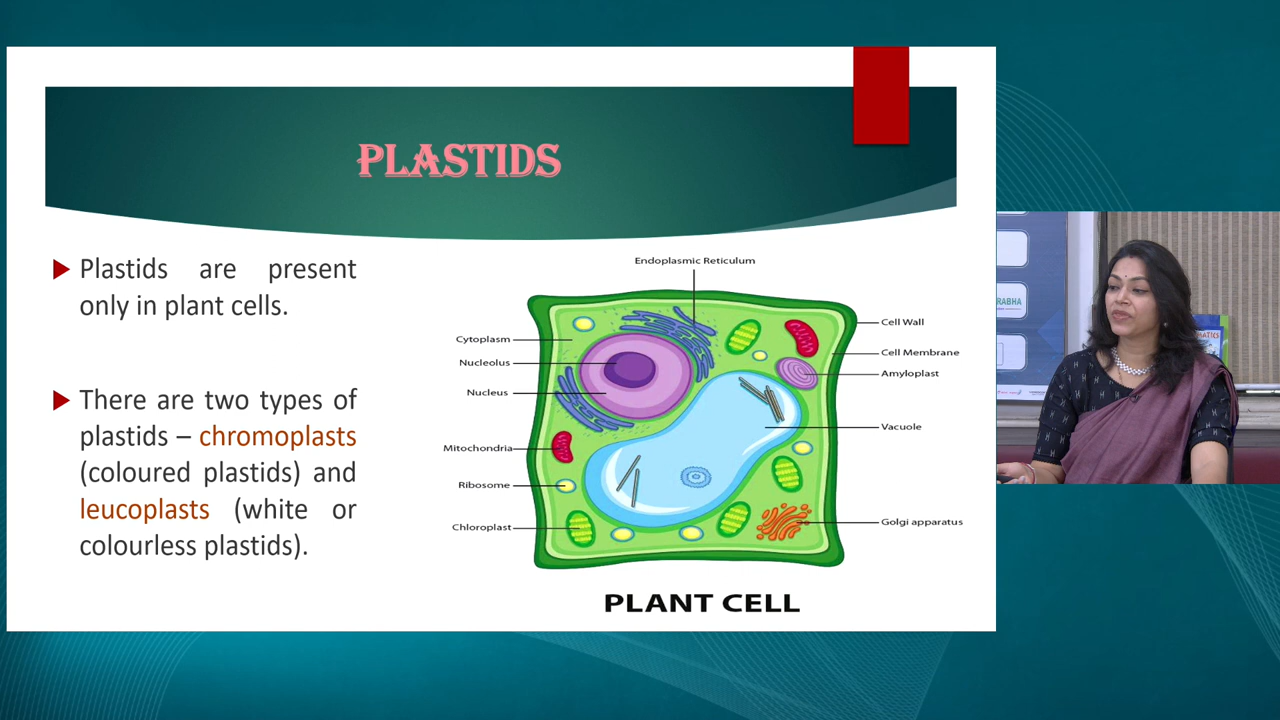 PLASTIDS
Plastids are present
only in plant cells.
There are two types of
plastids – chromoplasts
(coloured plastids) and
leucoplasts (white or
colourless plastids).
Endoplasmic Reticulum
Cytoplasm
Nucleolus
Nucleus
Mitochondria
Ribosome
Chloroplast
Cell Wall
Cell Membrane
Amyloplast
Vacuole
Golgi apparatus
PLANT CELL
RABHA